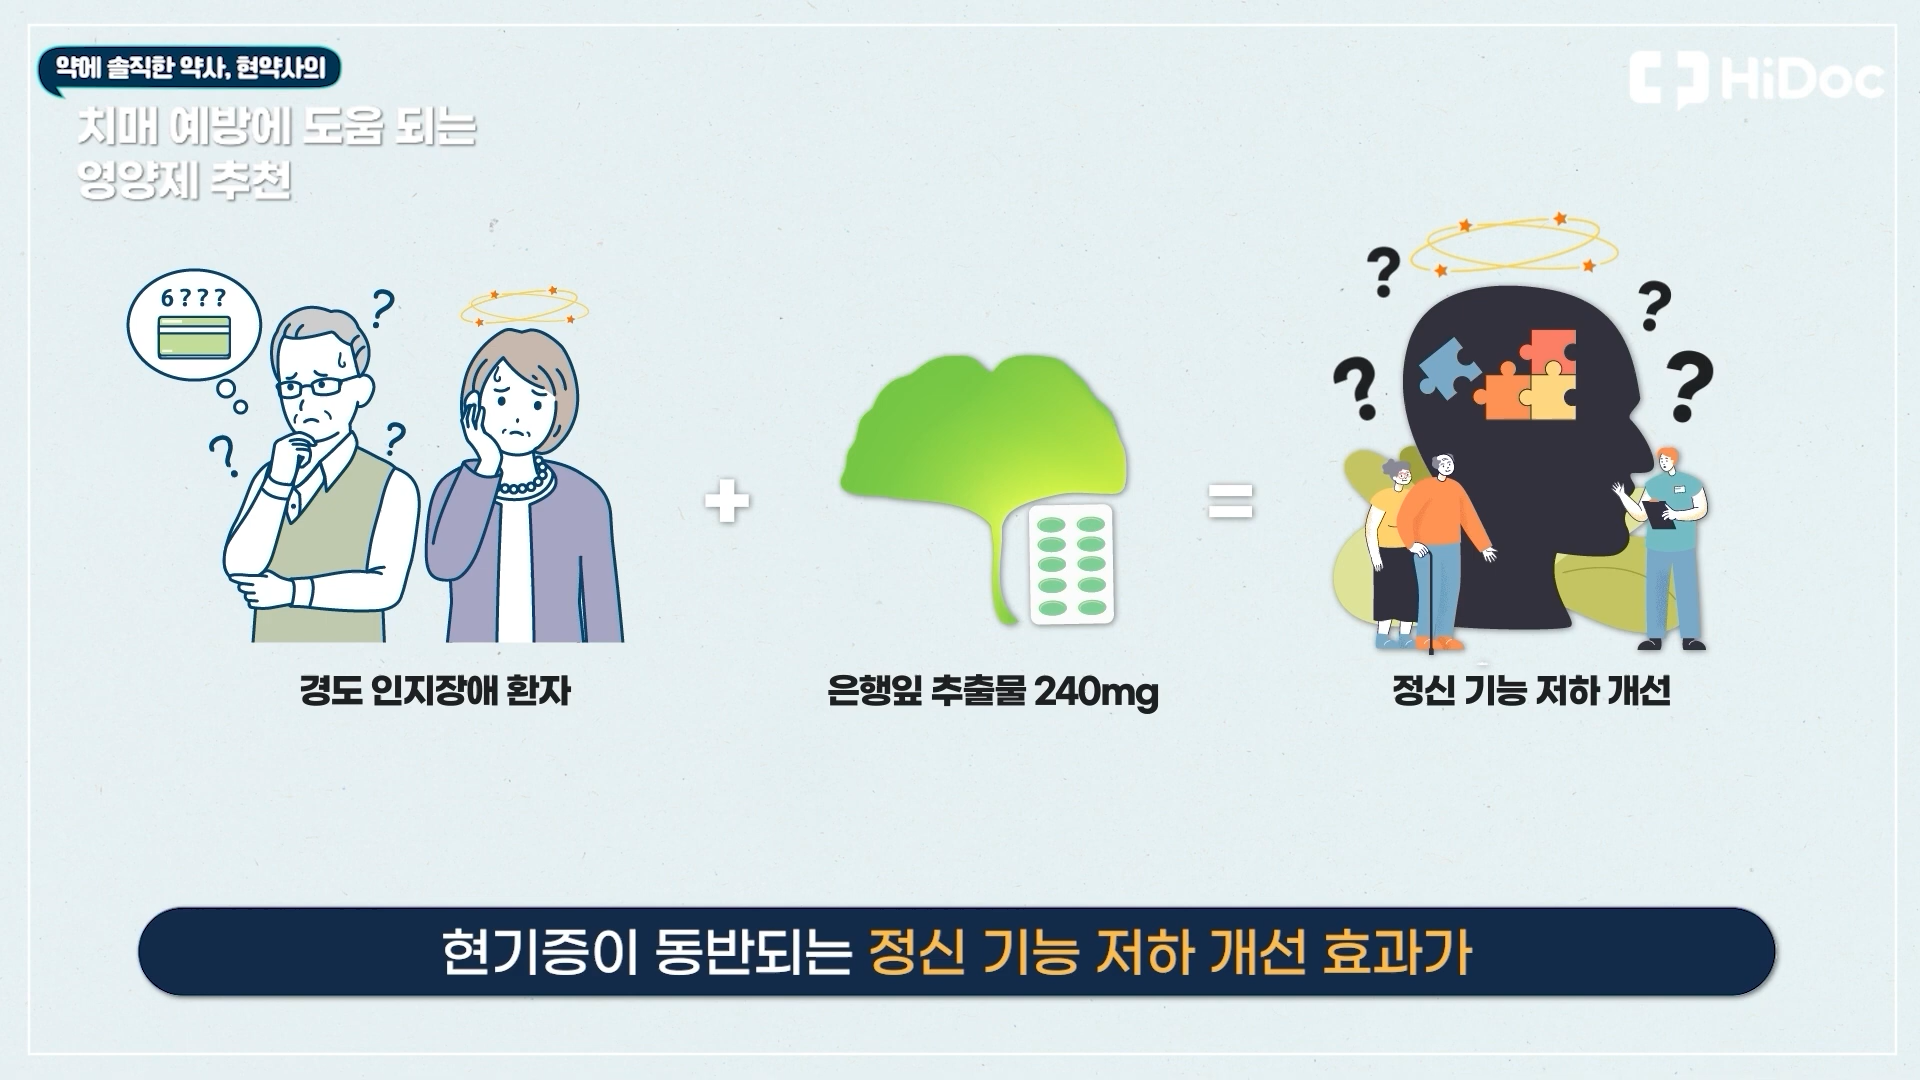 약에 솔직한 약사, 현약사의
치매 예방에 도움 되는
영양제 추천
HiDoc
6???
?
?
?
?
?
?
?
경도 인지장애 환자
+
은행잎 추출물 240mg
=
정신 기능 저하 개선
현기증이 동반되는 정신 기능 저하 개선 효과가